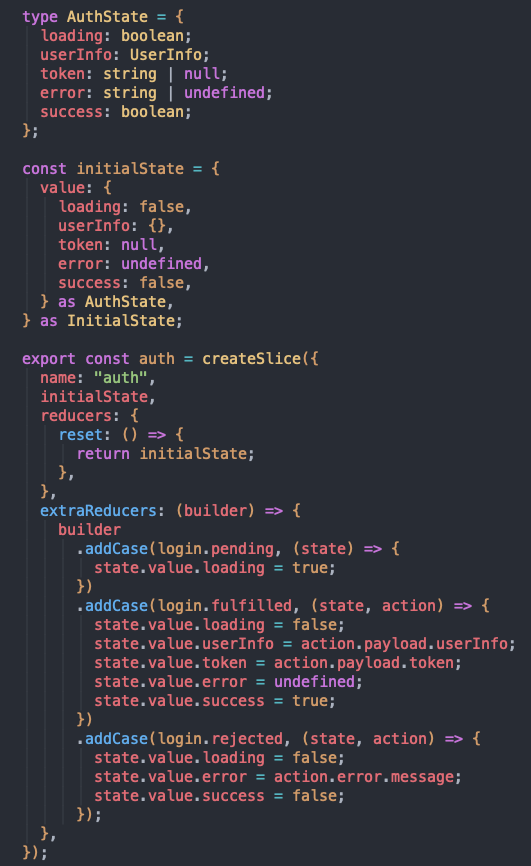 type AuthState = {
  loading: boolean;
  userInfo: UserInfo;
  token: string | null;
  error: string | undefined;
  success: boolean;
};

const initialState = {
  value: {
    loading: false,
    userInfo: {},
    token: null,
    error: undefined,
    success: false,
  } as AuthState,
} as InitialState;

export const auth = createSlice({
  name: "auth",
  initialState,
  reducers: {
    reset: () => {
      return initialState;
    },
  },
  extraReducers: (builder) => {
    builder
      .addCase(login.pending, (state) => {
        state.value.loading = true;
      })
      .addCase(login.fulfilled, (state, action) => {
        state.value.loading = false;
        state.value.userInfo = action.payload.userInfo;
        state.value.token = action.payload.token;
        state.value.error = undefined;
        state.value.success = true;
      })
      .addCase(login.rejected, (state, action) => {
        state.value.loading = false;
        state.value.error = action.error.message;
        state.value.success = false;
      });
  },
});